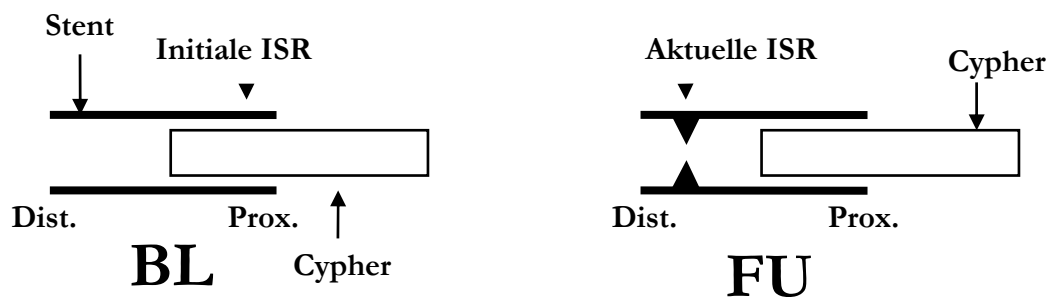 Stent
Initiale ISR
Dist.
Prox.
Cypher
BL
Aktuelle ISR
Cypher
Dist.
Prox.
FU